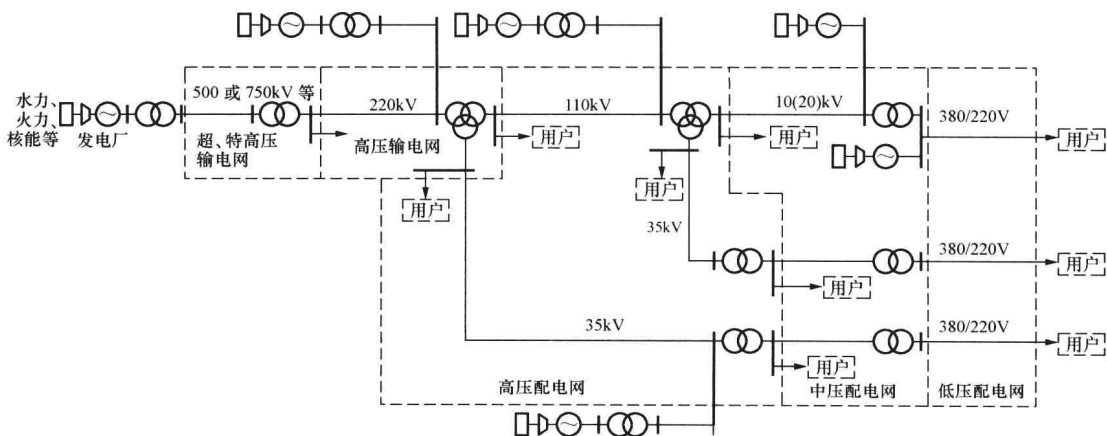 水力、
火力、
核能等
发电厂
500 或 750kV 等
超、特高压
输电网
220kV
高压输电网
110kV
用户
10(20)kV
用户
380/220V
用户
用户
用户
35kV
380/220V
用户
用户
35kV
380/220V
用户
用户
高压配电网
中压配电网
低压配电网